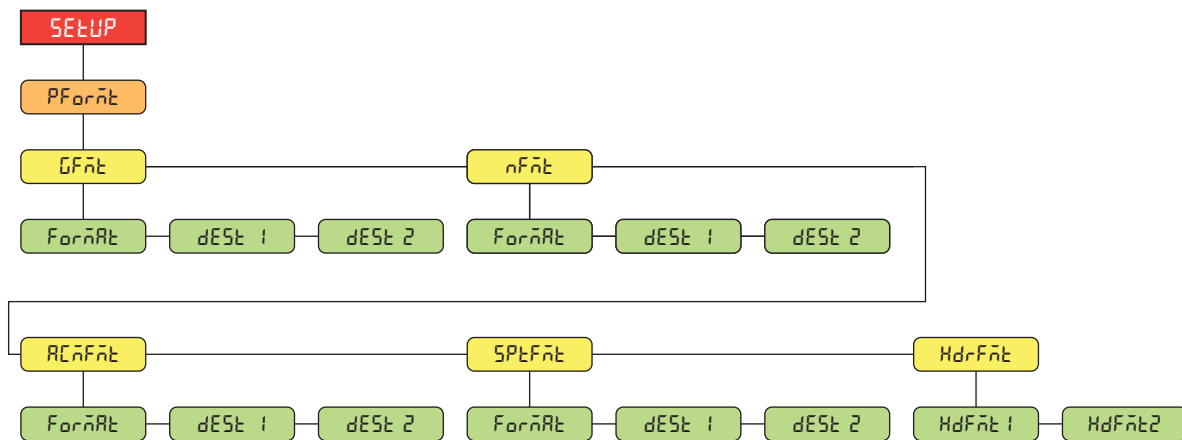 SEtUP
PFormt
GFmt nFmt
FormAt dESt 1 dESt 2 FormAt dESt 1 dESt 2
ACmFmt SPtFmt HdrFmt
FormAt dESt 1 dESt 2 FormAt dESt 1 dESt 2 HdFmt1 HdFmt2